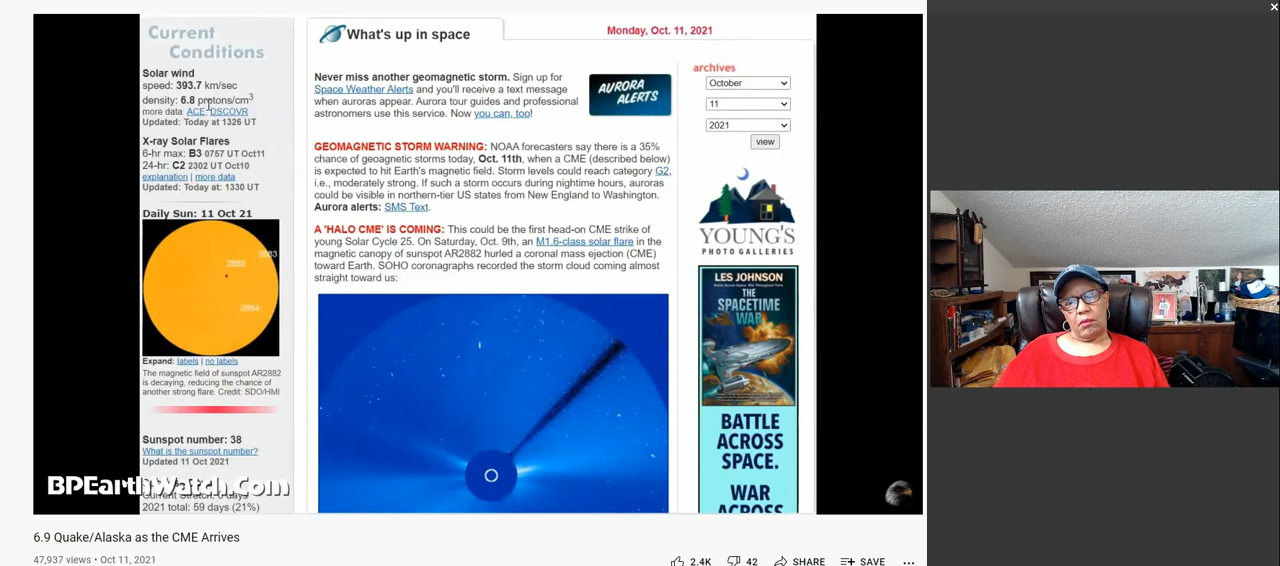 Current
Conditions
Solar wind
speed: 393.7 km/sec
density: 6.8 protons/cm3
more data: ACE, DSCOVR
Updated: Today at 1326 UT
X-ray Solar Flares
6-hr max: B3 0757 UT Oct11
24-hr: C2 2302 UT Oct10
explanation | more data
Updated: Today at: 1330 UT
Daily Sun: 11 Oct 21
2883
2882
2884
Expand: labels | no labels
The magnetic field of sunspot AR2882
is decaying, reducing the chance of
another strong flare. Credit: SDO/HMI
Sunspot number: 38
What is the sunspot number?
Updated 11 Oct 2021
BPEarthWatch.Com
Current Stretch: 0 days
2021 total: 59 days (21%)
What's up in space
Monday, Oct. 11, 2021
Never miss another geomagnetic storm. Sign up for
Space Weather Alerts and you'll receive a text message
when auroras appear. Aurora tour guides and professional
astronomers use this service. Now you can, too!
AURORA
ALERTS
GEOMAGNETIC STORM WARNING: NOAA forecasters say there is a 35%
chance of geoagnetic storms today, Oct. 11th, when a CME (described below)
is expected to hit Earth's magnetic field. Storm levels could reach category G2,
i.e., moderately strong. If such a storm occurs during nightime hours, auroras
could be visible in northern-tier US states from New England to Washington.
Aurora alerts: SMS Text.
A 'HALO CME' IS COMING: This could be the first head-on CME strike of
young Solar Cycle 25. On Saturday, Oct. 9th, an M1.6-class solar flare in the
magnetic canopy of sunspot AR2882 hurled a coronal mass ejection (CME)
toward Earth. SOHO coronagraphs recorded the storm cloud coming almost
straight toward us:
archives
October
11
2021
view
YOUNG'S
PHOTO GALLERIES
LES JOHNSON
THE
SPACETIME
WAR
BATTLE
ACROSS
SPACE.
WAR
ACROSS
6.9 Quake/Alaska as the CME Arrives
47,937 views • Oct 11, 2021
2.4K
42
SHARE
SAVE